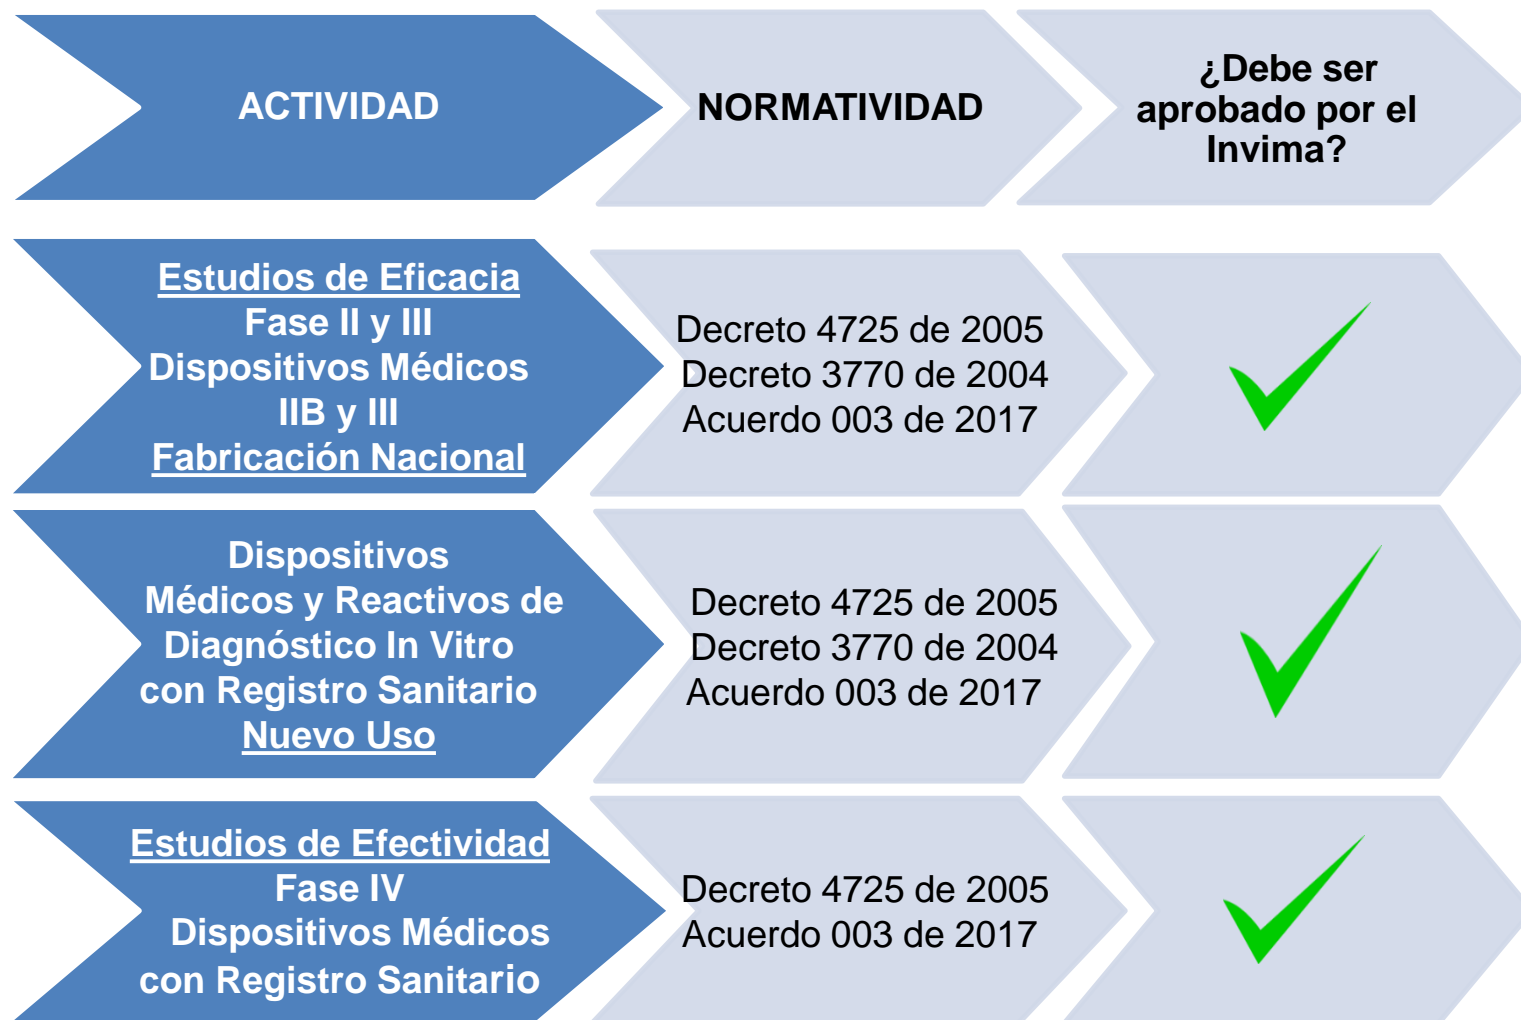 ACTIVIDAD
NORMATIVIDAD
¿Debe ser
aprobado por el
Invima?
Estudios de Eficacia
Fase II y III
Dispositivos Médicos
IIB y III
Fabricación Nacional
Decreto 4725 de 2005
Decreto 3770 de 2004
Acuerdo 003 de 2017
Dispositivos
Médicos y Reactivos de
Diagnóstico In Vitro
con Registro Sanitario
Nuevo Uso
Decreto 4725 de 2005
Decreto 3770 de 2004
Acuerdo 003 de 2017
Estudios de Efectividad
Fase IV
Dispositivos Médicos
con Registro Sanitario
Decreto 4725 de 2005
Acuerdo 003 de 2017